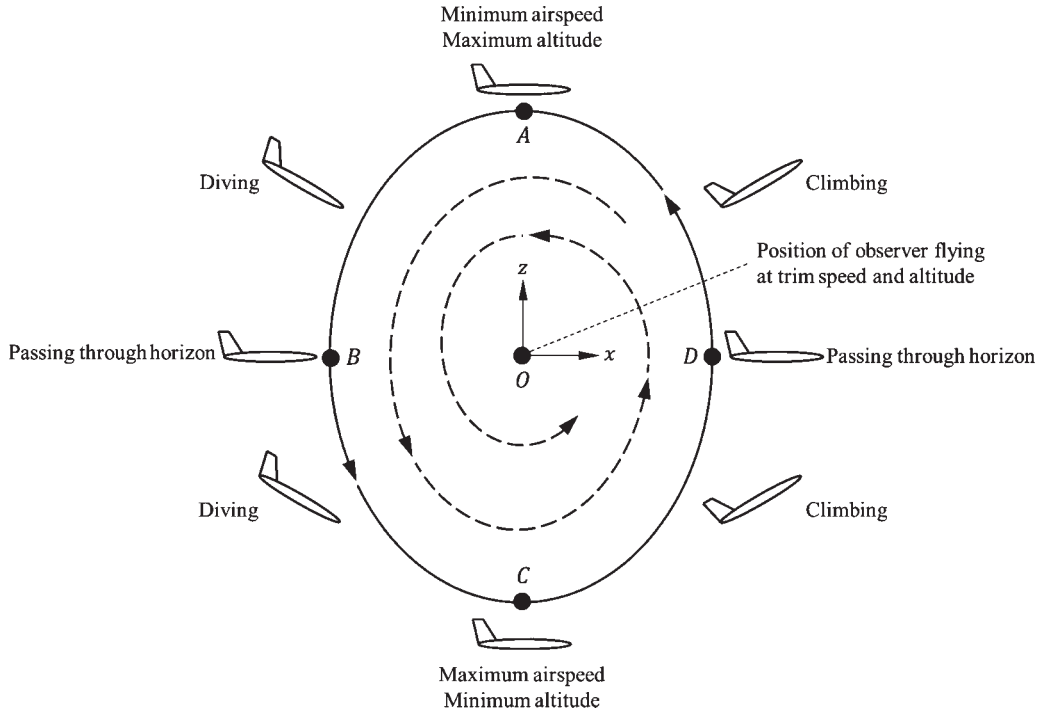 Minimum airspeed
Maximum altitude
A
Diving
Climbing
Position of observer flying
at trim speed and altitude
z
Passing through horizon
B
x
D
Passing through horizon
O
Diving
Climbing
C
Maximum airspeed
Minimum altitude